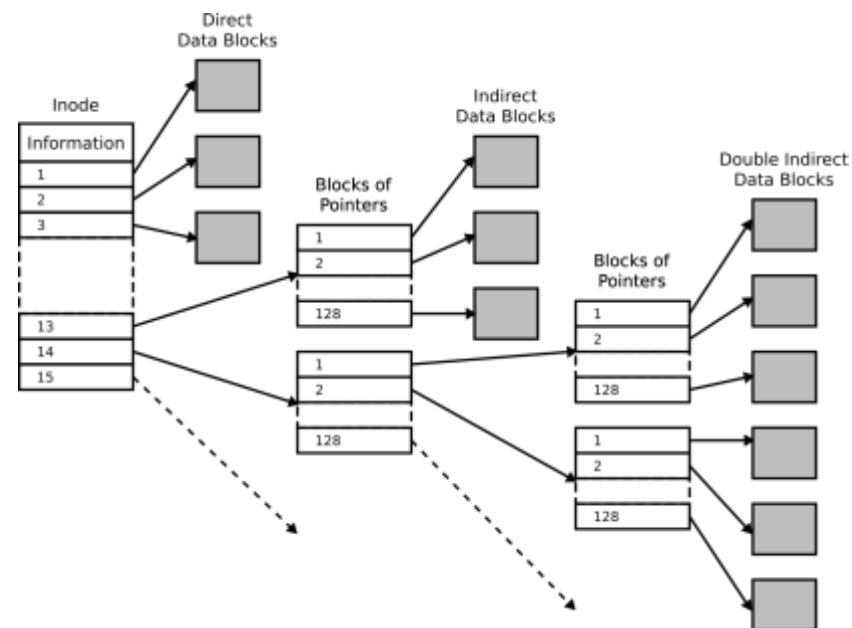 Direct
Data Blocks
Inode
Information
1
2
3
13
14
15
Blocks of
Pointers
1
2
128
1
2
128
Indirect
Data Blocks
Blocks of
Pointers
1
2
128
1
2
128
Double Indirect
Data Blocks